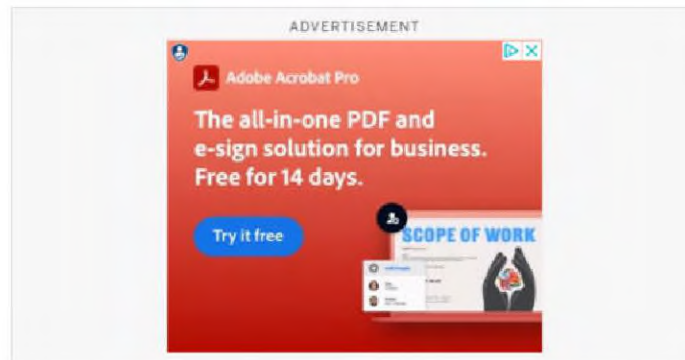 ADVERTISEMENT
Adobe Acrobat Pro
The all-in-one PDF and
e-sign solution for business.
Free for 14 days.
Try it free
SCOPE OF WORK